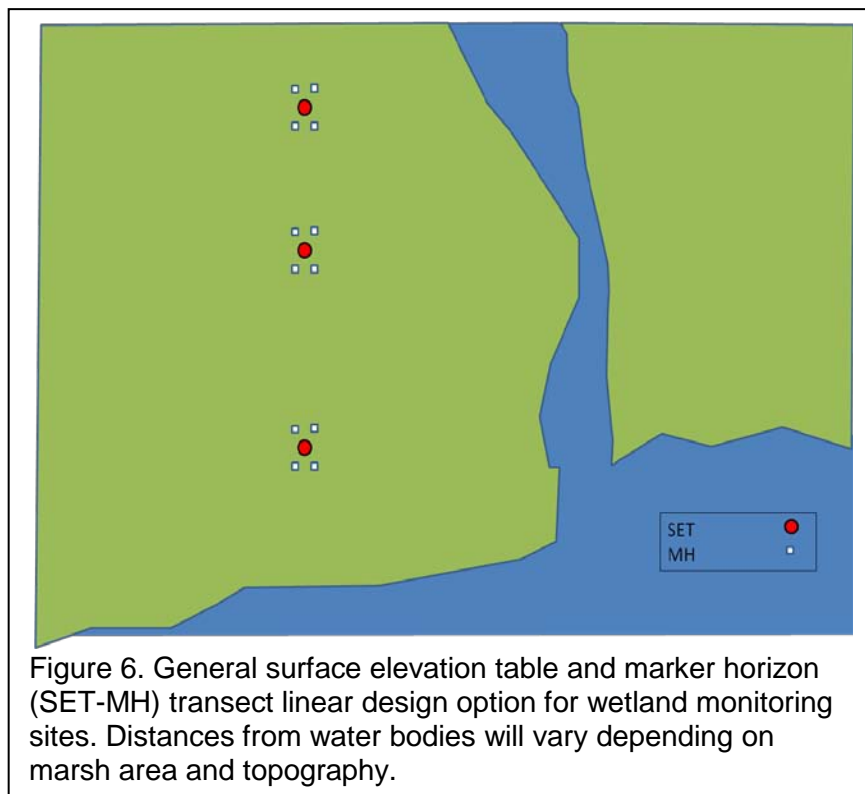 SET
MH
Figure 6. General surface elevation table and marker horizon
(SET-MH) transect linear design option for wetland monitoring
sites. Distances from water bodies will vary depending on
marsh area and topography.